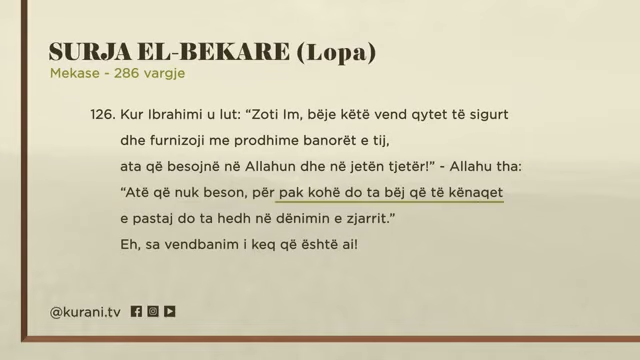 SURJA EL-BEKARE (Lopa)
Mekase - 286 vargje
126. Kur Ibrahimi u lut: “Zoti Im, bëje këtë vend qytet të sigurt
dhe furnizoji me prodhime banorët e tij,
ata që besojnë në Allahun dhe në jetën tjetër!” - Allahu tha:
“Atë që nuk beson, për pak kohë do ta bëj që të kënaqet
e pastaj do ta hedh në dënimin e zjarrit.”
Eh, sa vendbanim i keq që është ai!
@kurani.tv